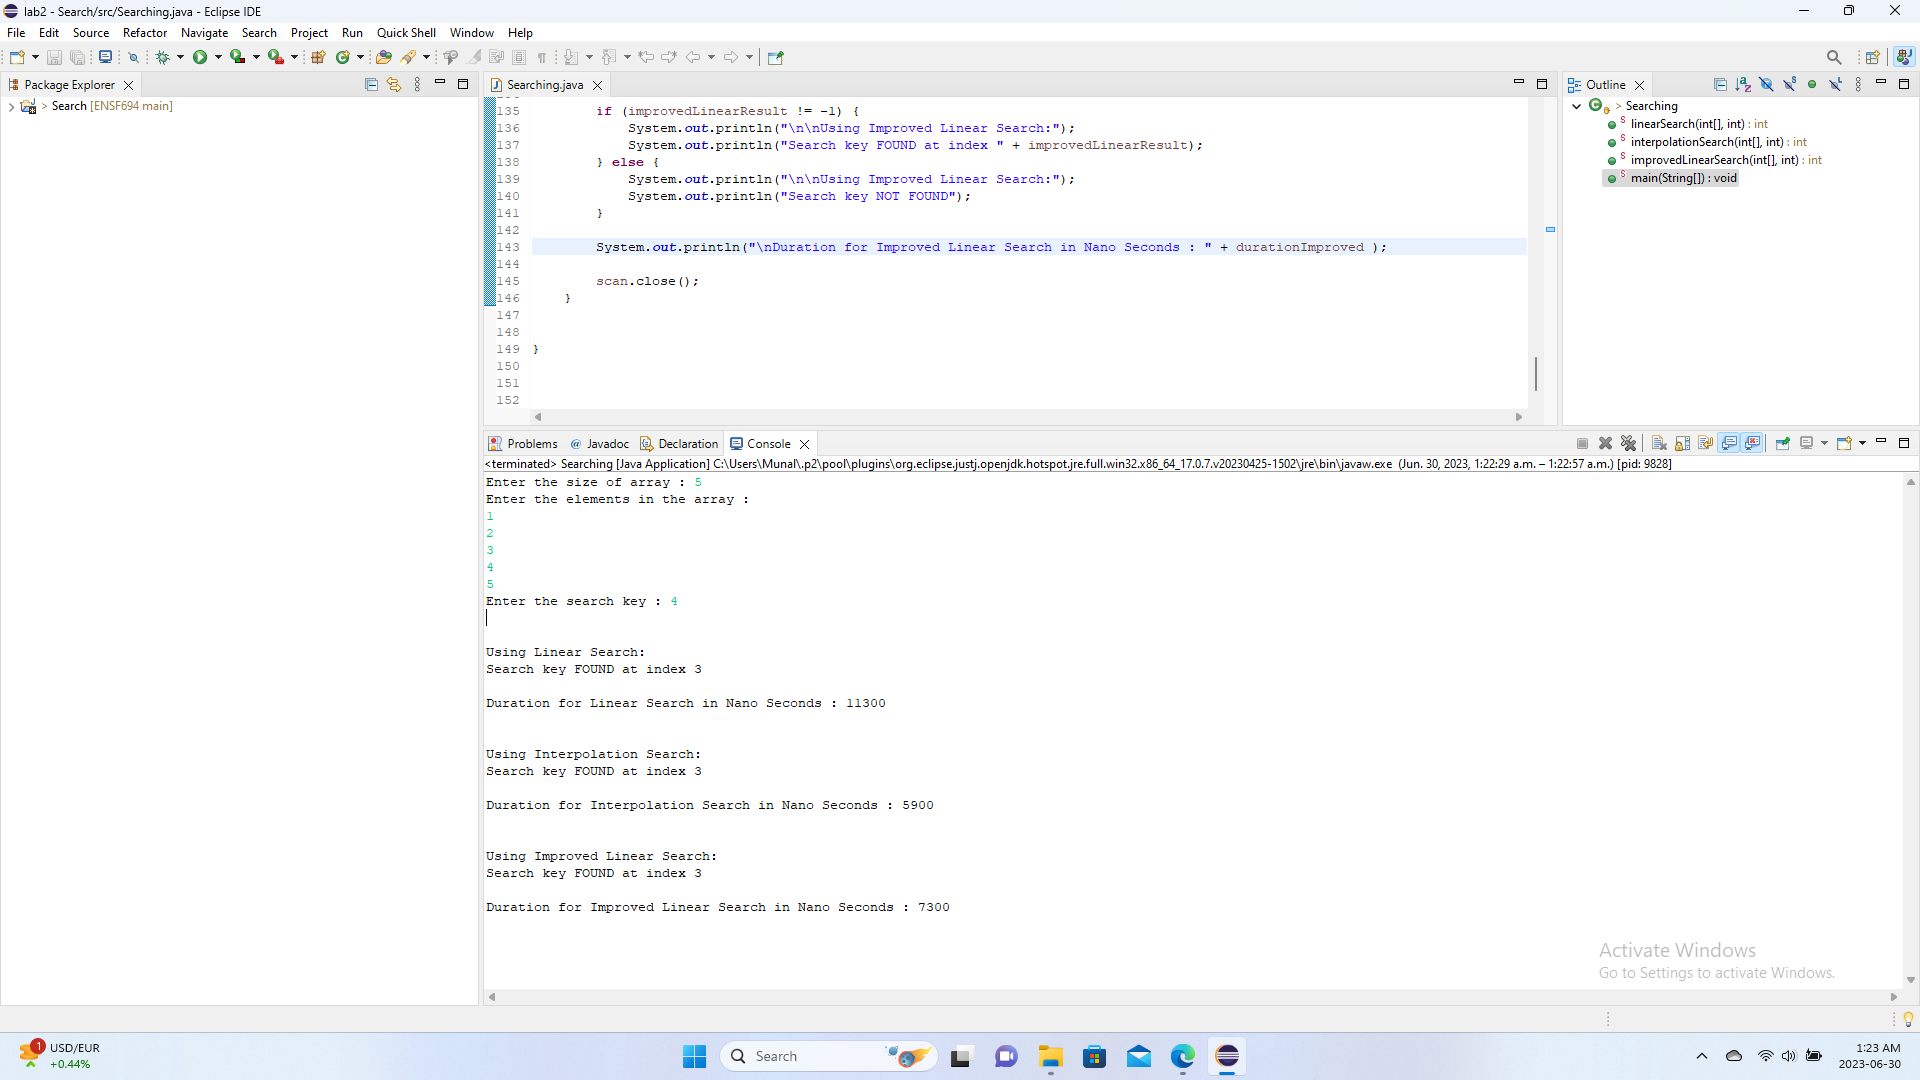 lab2 - Search/src/Searching.java - Eclipse IDE
File Edit Source Refactor Navigate Search Project Run Quick Shell Window Help
Package Explorer
> Search [ENSF694 main]
Searching.java
135 if (improvedLinearResult != -1) {
136 System.out.println("\n\nUsing Improved Linear Search:");
137 System.out.println("Search key FOUND at index " + improvedLinearResult);
138 } else {
139 System.out.println("\n\nUsing Improved Linear Search:");
140 System.out.println("Search key NOT FOUND");
141 }
142
143 System.out.println("\nDuration for Improved Linear Search in Nano Seconds : " + durationImproved );
144
145 scan.close();
146 }
147
148
149 }
150
151
152
Outline
> Searching
linearSearch(int[], int) : int
interpolationSearch(int[], int) : int
improvedLinearSearch(int[], int) : int
main(String[]) : void
Problems @ Javadoc Declaration Console
<terminated> Searching [Java Application] C:\Users\Munal\.p2\pool\plugins\org.eclipse.justj.openjdk.hotspot.jre.full.win32.x86_64_17.0.7.v20230425-1502\jre\bin\javaw.exe (Jun. 30, 2023, 1:22:29 a.m. – 1:22:57 a.m.) [pid: 9828]
Enter the size of array : 5
Enter the elements in the array :
1
2
3
4
5
Enter the search key : 4
Using Linear Search:
Search key FOUND at index 3
Duration for Linear Search in Nano Seconds : 11300
Using Interpolation Search:
Search key FOUND at index 3
Duration for Interpolation Search in Nano Seconds : 5900
Using Improved Linear Search:
Search key FOUND at index 3
Duration for Improved Linear Search in Nano Seconds : 7300
Activate Windows
Go to Settings to activate Windows.
1
USD/EUR
+0.44%
Search
1:23 AM
2023-06-30